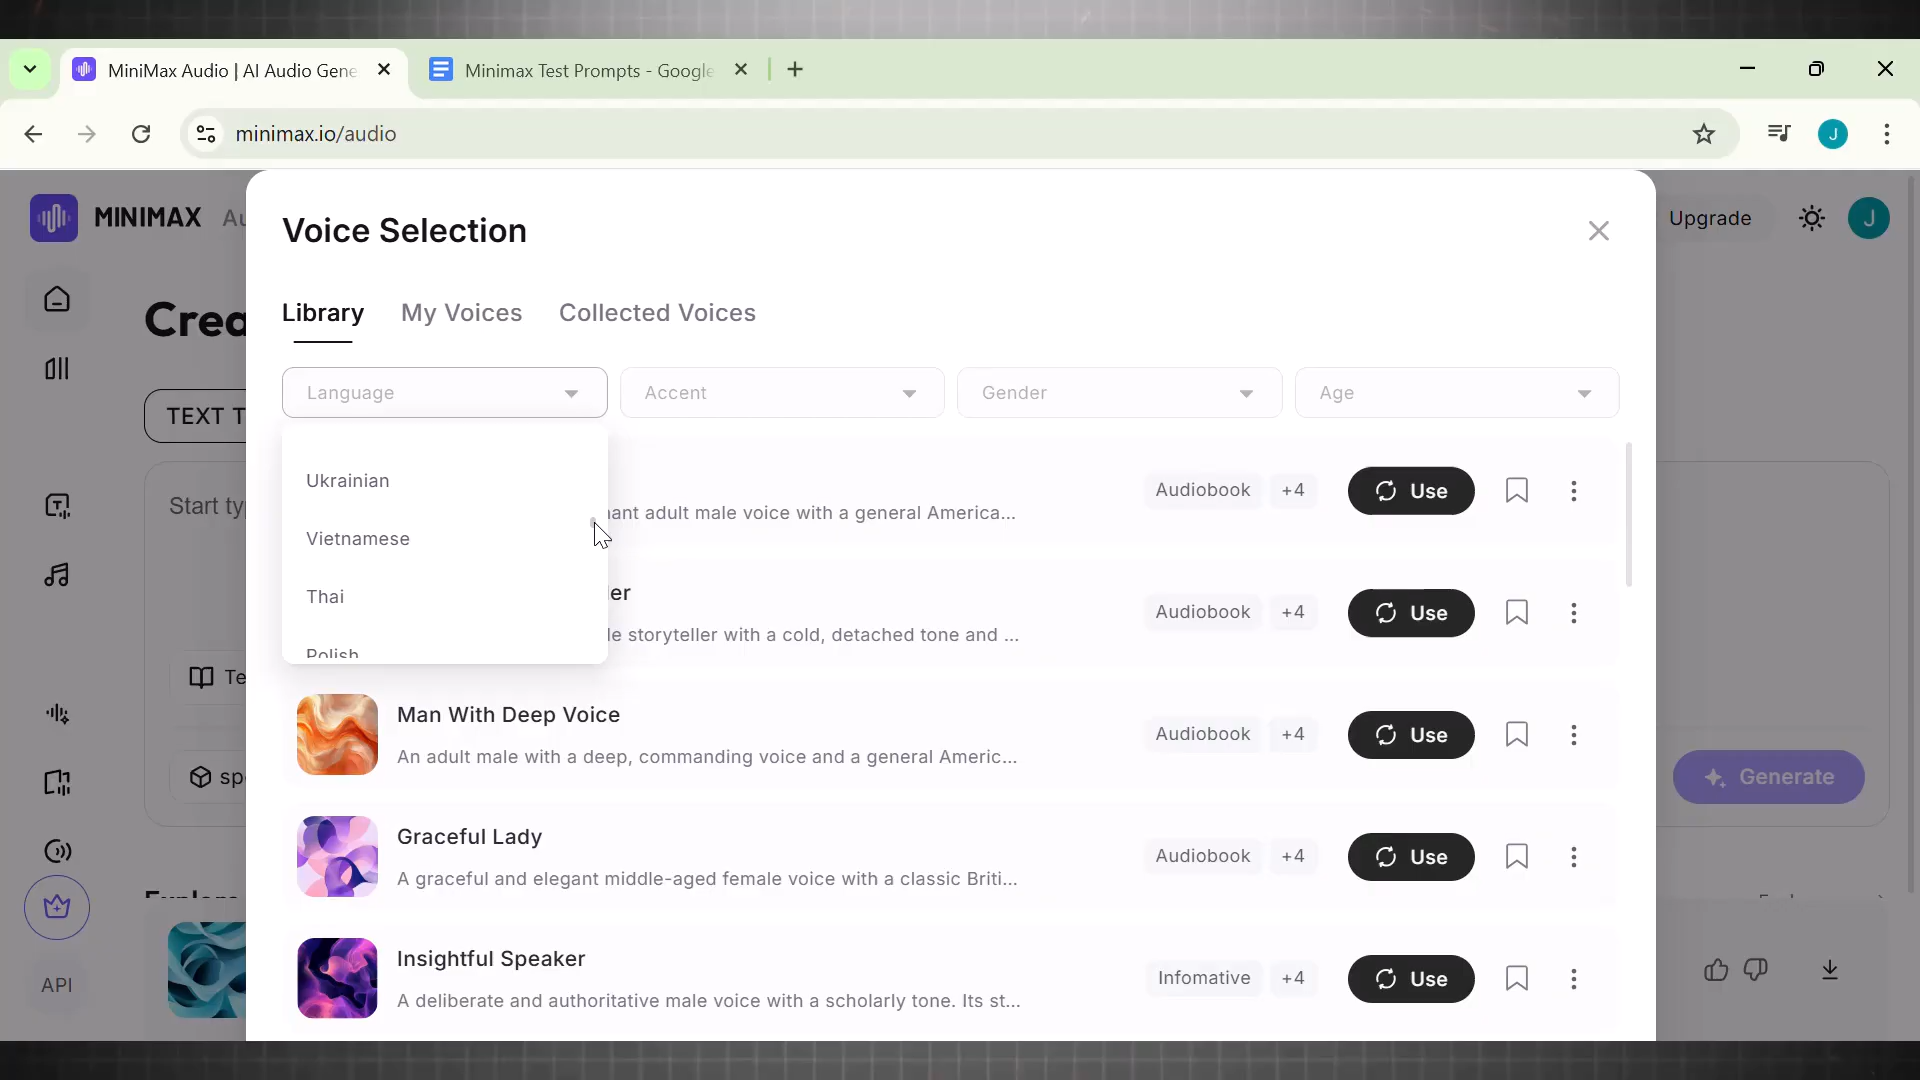 MiniMax Audio | AI Audio Gene
Minimax Test Prompts - Google
minimax.io/audio
J
MINIMAX Au
Upgrade
J
Voice Selection
Library
My Voices
Collected Voices
Crea
Language
Accent
Gender
Age
TEXT T
Ukrainian
Vietnamese
Thai
Polish
Start ty
Audiobook +4 Use
nant adult male voice with a general America...
ler
Audiobook +4 Use
le storyteller with a cold, detached tone and ...
Te
Man With Deep Voice
Audiobook +4 Use
An adult male with a deep, commanding voice and a general Americ...
sp
Generate
Graceful Lady
Audiobook +4 Use
A graceful and elegant middle-aged female voice with a classic Briti...
Insightful Speaker
Infomative +4 Use
A deliberate and authoritative male voice with a scholarly tone. Its st...
API